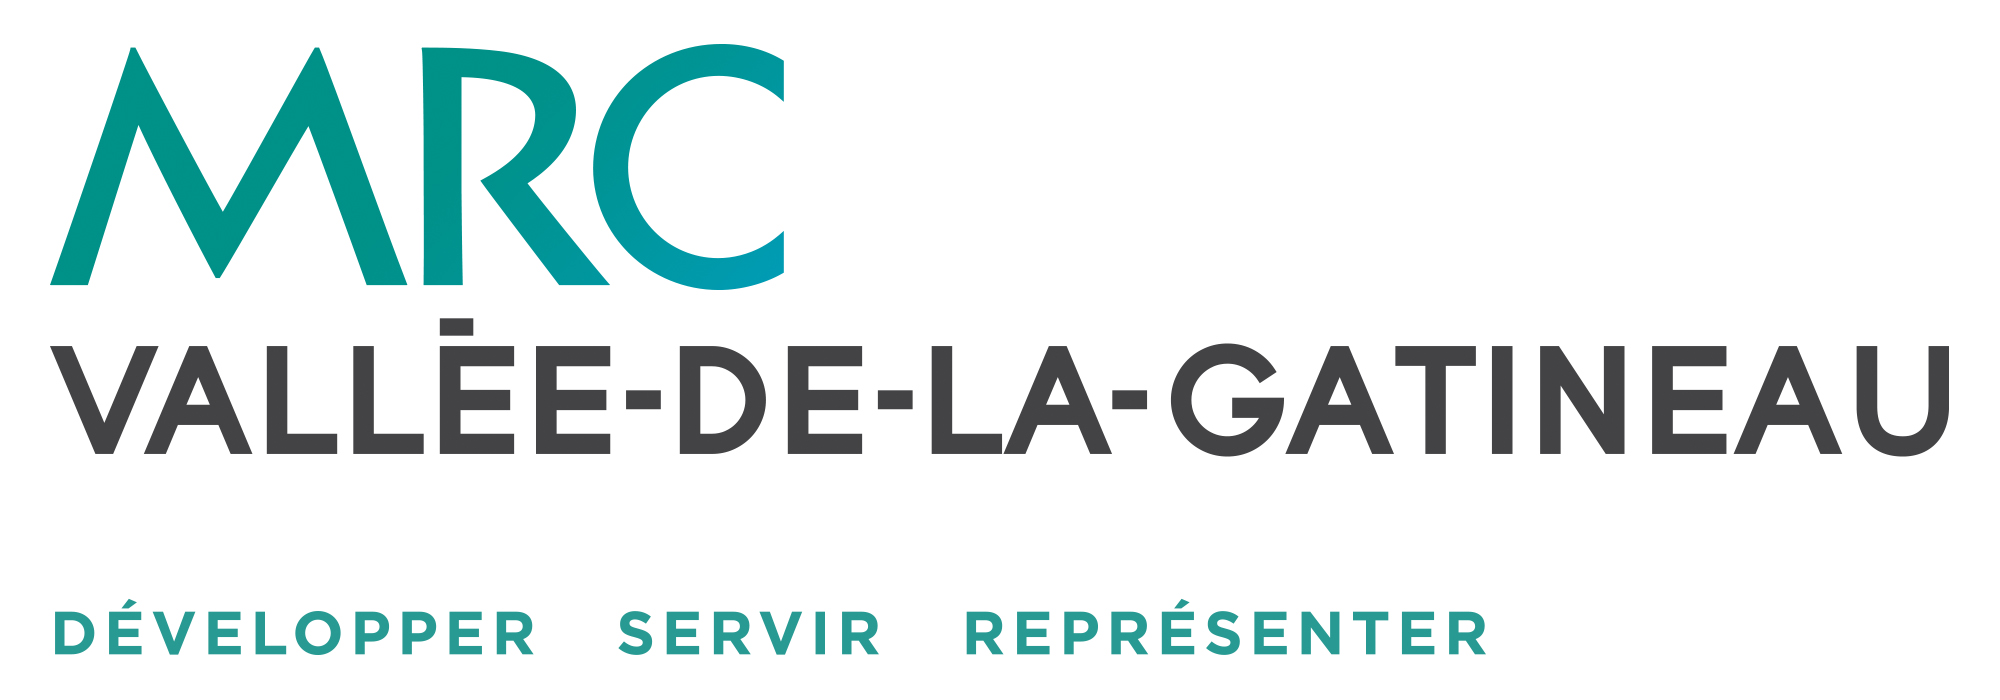 MRC
VALLÉE-DE-LA-GATINEAU
DÉVELOPPER SERVIR REPRÉSENTER